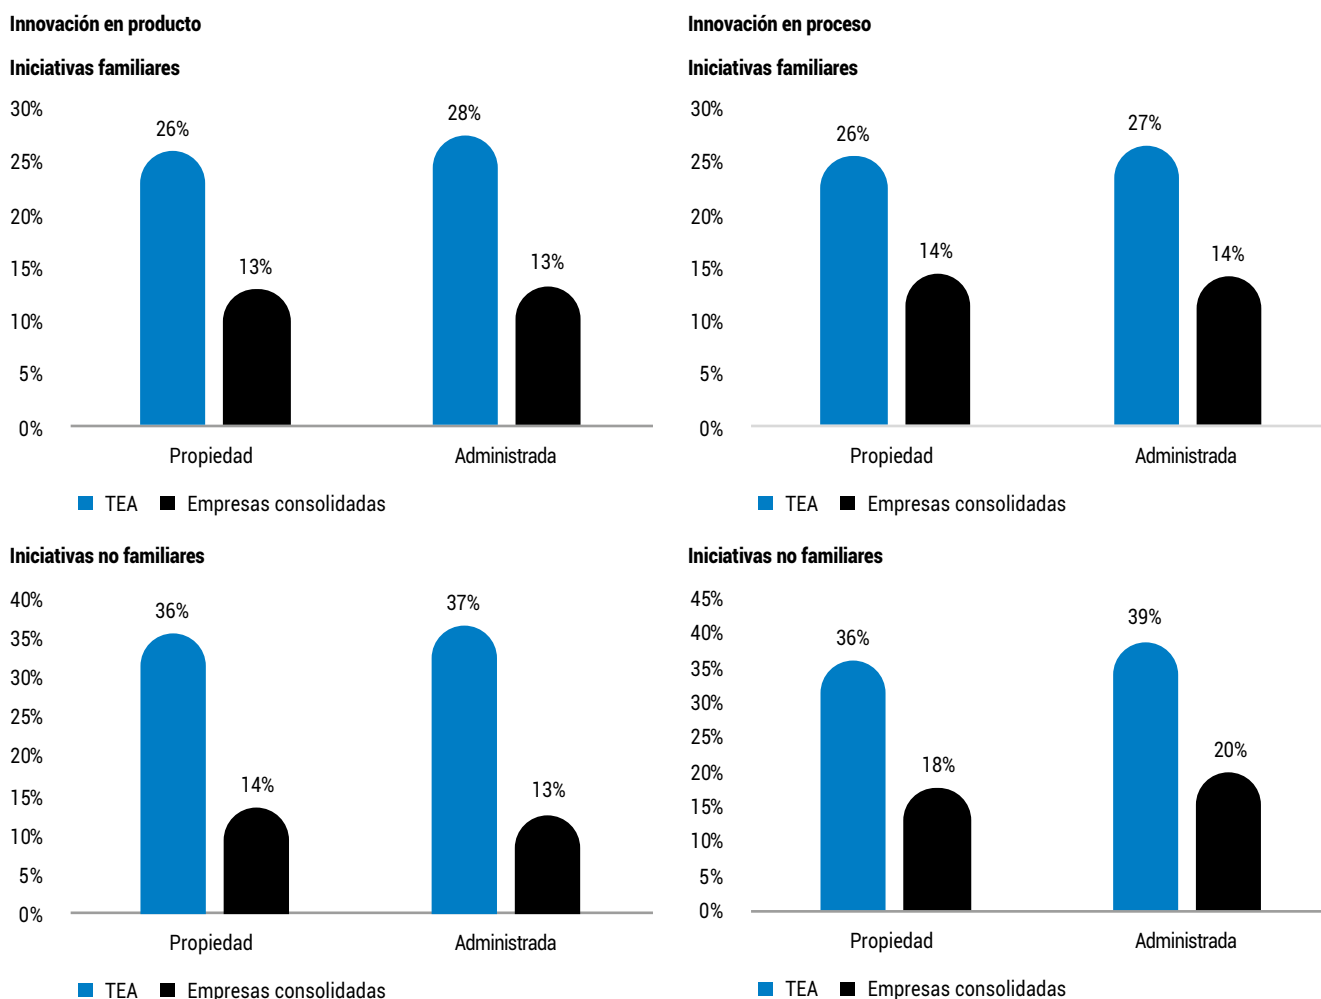 Innovación en producto
Iniciativas familiares
30%
25%
20%
15%
10%
5%
0%
26%
13%
28%
13%
Propiedad
Administrada
TEA
Empresas consolidadas
Innovación en proceso
Iniciativas familiares
30%
25%
20%
15%
10%
5%
0%
26%
14%
27%
14%
Propiedad
Administrada
TEA
Empresas consolidadas
Iniciativas no familiares
40%
35%
30%
25%
20%
15%
10%
5%
0%
36%
14%
37%
13%
Propiedad
Administrada
TEA
Empresas consolidadas
Iniciativas no familiares
45%
40%
35%
30%
25%
20%
15%
10%
5%
0%
36%
18%
39%
20%
Propiedad
Administrada
TEA
Empresas consolidadas